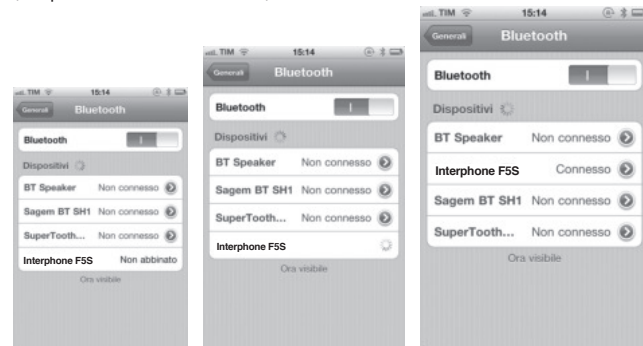 TIM 15:14
Generali Bluetooth
Bluetooth I
Dispositivi
BT Speaker Non connesso
Sagem BT SH1 Non connesso
SuperTooth... Non connesso
Interphone F5S Non abbinato
Ora visibile
TIM 15:14
Generali Bluetooth
Bluetooth I
Dispositivi
BT Speaker Non connesso
Sagem BT SH1 Non connesso
SuperTooth... Non connesso
Interphone F5S
Ora visibile
TIM 15:14
Generali Bluetooth
Bluetooth I
Dispositivi
BT Speaker Non connesso
Interphone F5S Connesso
Sagem BT SH1 Non connesso
SuperTooth... Non connesso
Ora visibile